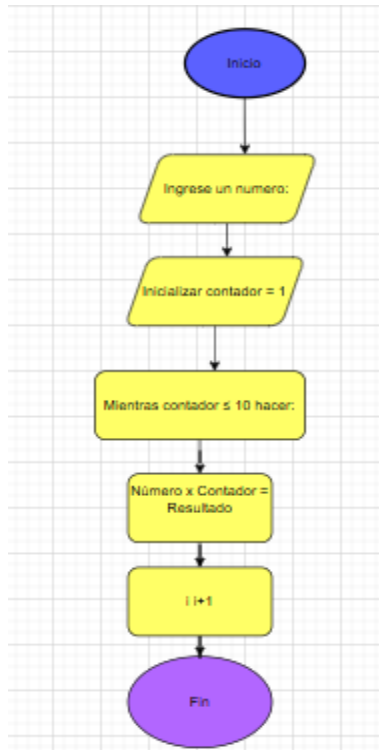 Inicio
Ingrese un numero:
Inicializar contador = 1
Mientras contador ≤ 10 hacer:
Número x Contador =
Resultado
i i+1
Fin